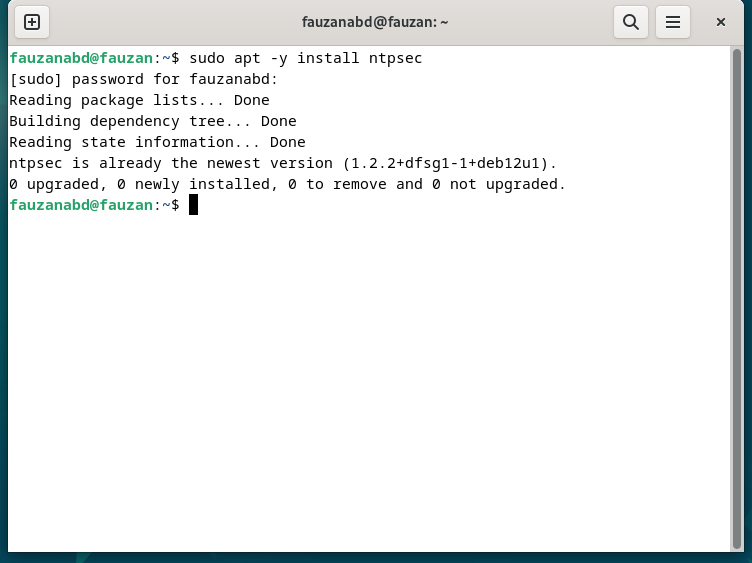 fauzanabd@fauzan: ~
fauzanabd@fauzan:~$ sudo apt -y install ntpsec
[sudo] password for fauzanabd:
Reading package lists... Done
Building dependency tree... Done
Reading state information... Done
ntpsec is already the newest version (1.2.2+dfsg1-1+deb12u1).
0 upgraded, 0 newly installed, 0 to remove and 0 not upgraded.
fauzanabd@fauzan:~$